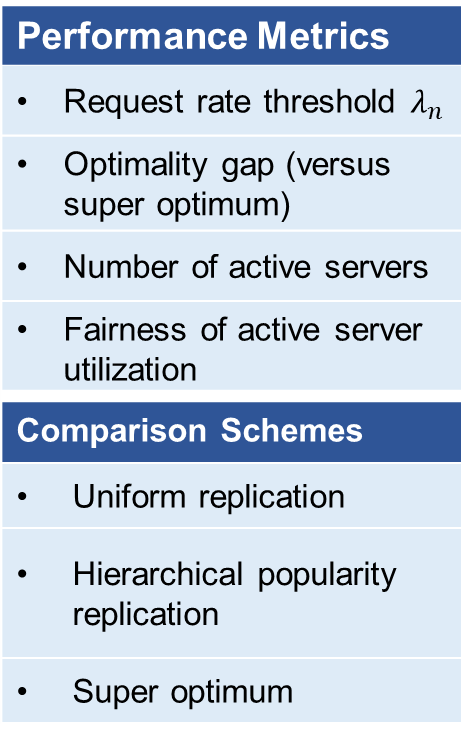 Performance Metrics
• Request rate threshold λₙ
• Optimality gap (versus
super optimum)
• Number of active servers
• Fairness of active server
utilization
Comparison Schemes
• Uniform replication
• Hierarchical popularity
replication
• Super optimum